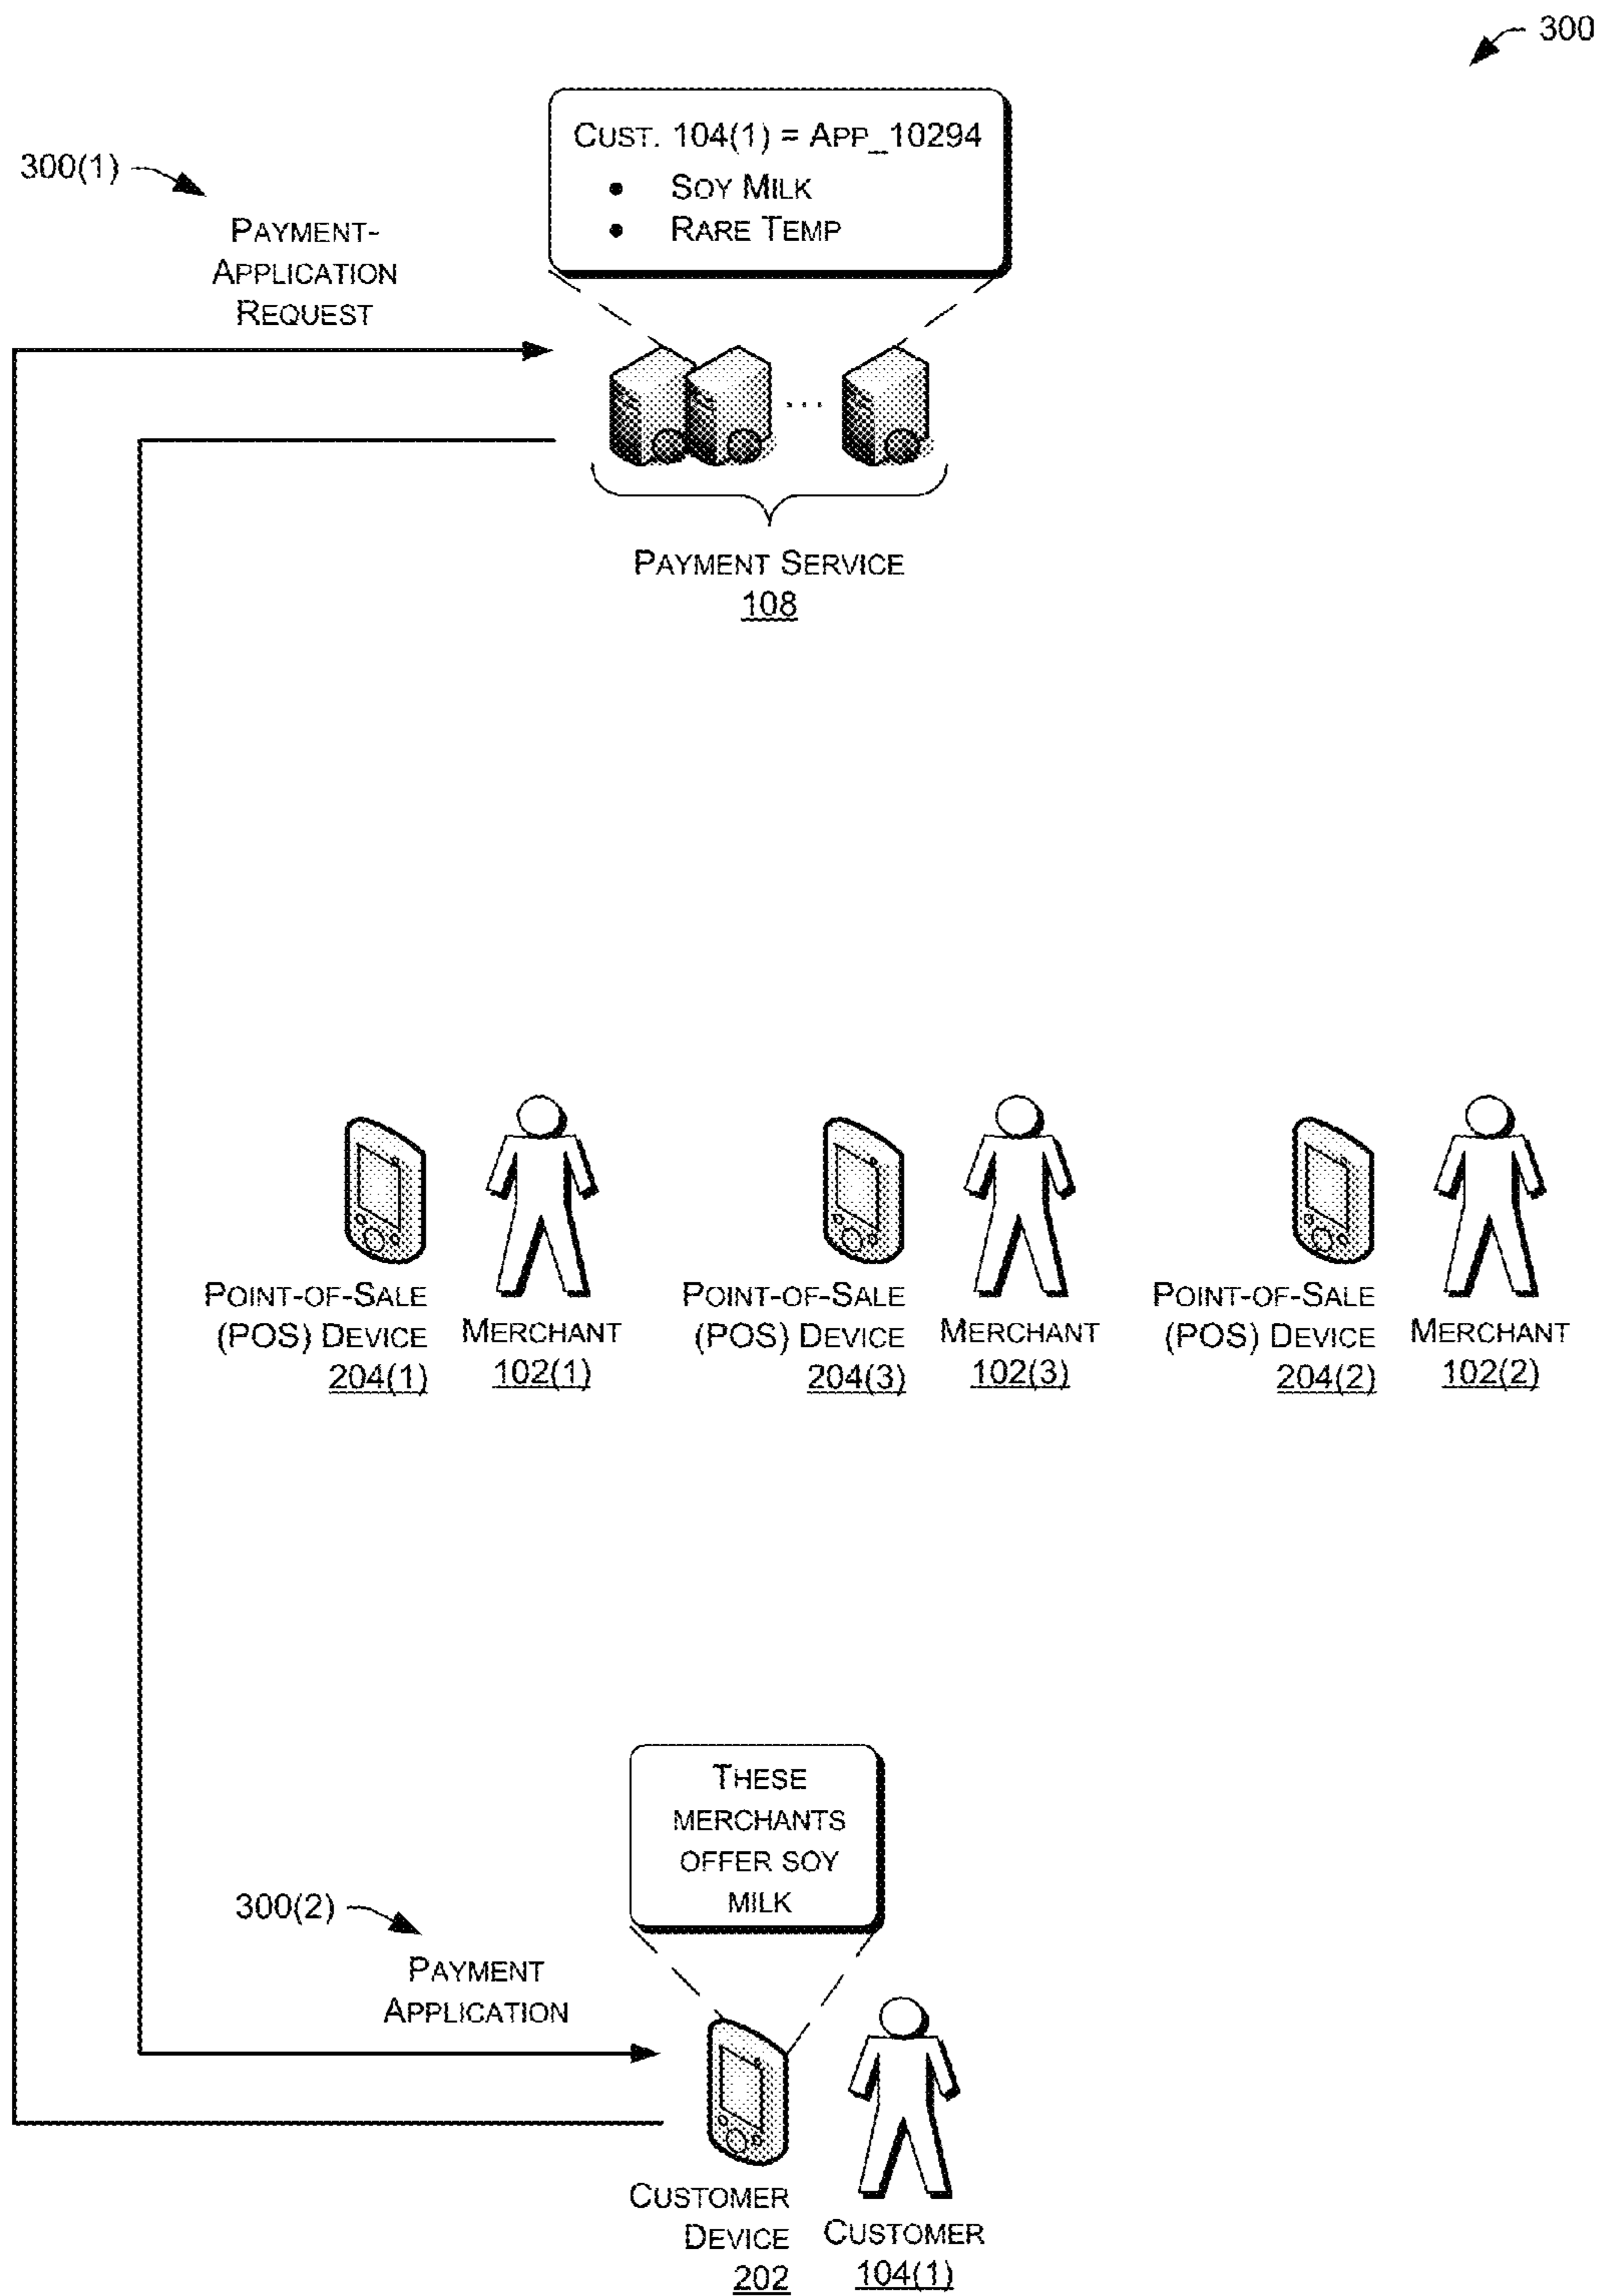 300
CUST. 104(1) = APP_10294
• SOY MILK
• RARE TEMP
300(1)
PAYMENT-
APPLICATION
REQUEST
...
PAYMENT SERVICE
108
POINT-OF-SALE
(POS) DEVICE
204(1)
MERCHANT
102(1)
POINT-OF-SALE
(POS) DEVICE
204(3)
MERCHANT
102(3)
POINT-OF-SALE
(POS) DEVICE
204(2)
MERCHANT
102(2)
THESE
MERCHANTS
OFFER SOY
MILK
300(2)
PAYMENT
APPLICATION
CUSTOMER
DEVICE
202
CUSTOMER
104(1)